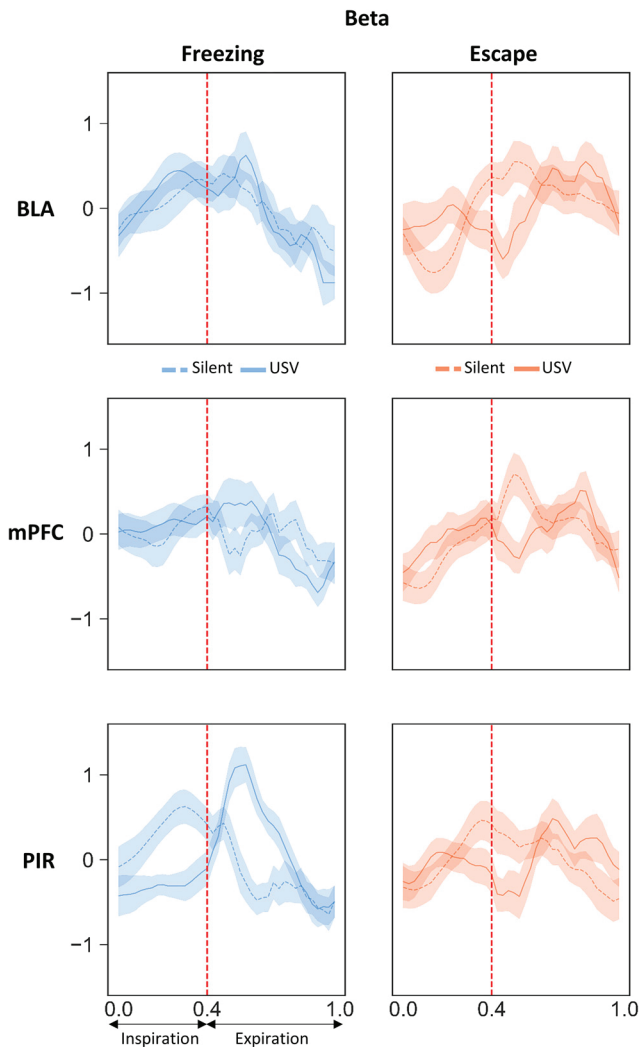 Beta
Freezing Escape
1
BLA 0
−1
Silent USV Silent USV
1
mPFC 0
−1
1
PIR 0
−1
0.0 0.4 1.0 0.0 0.4 1.0
Inspiration Expiration